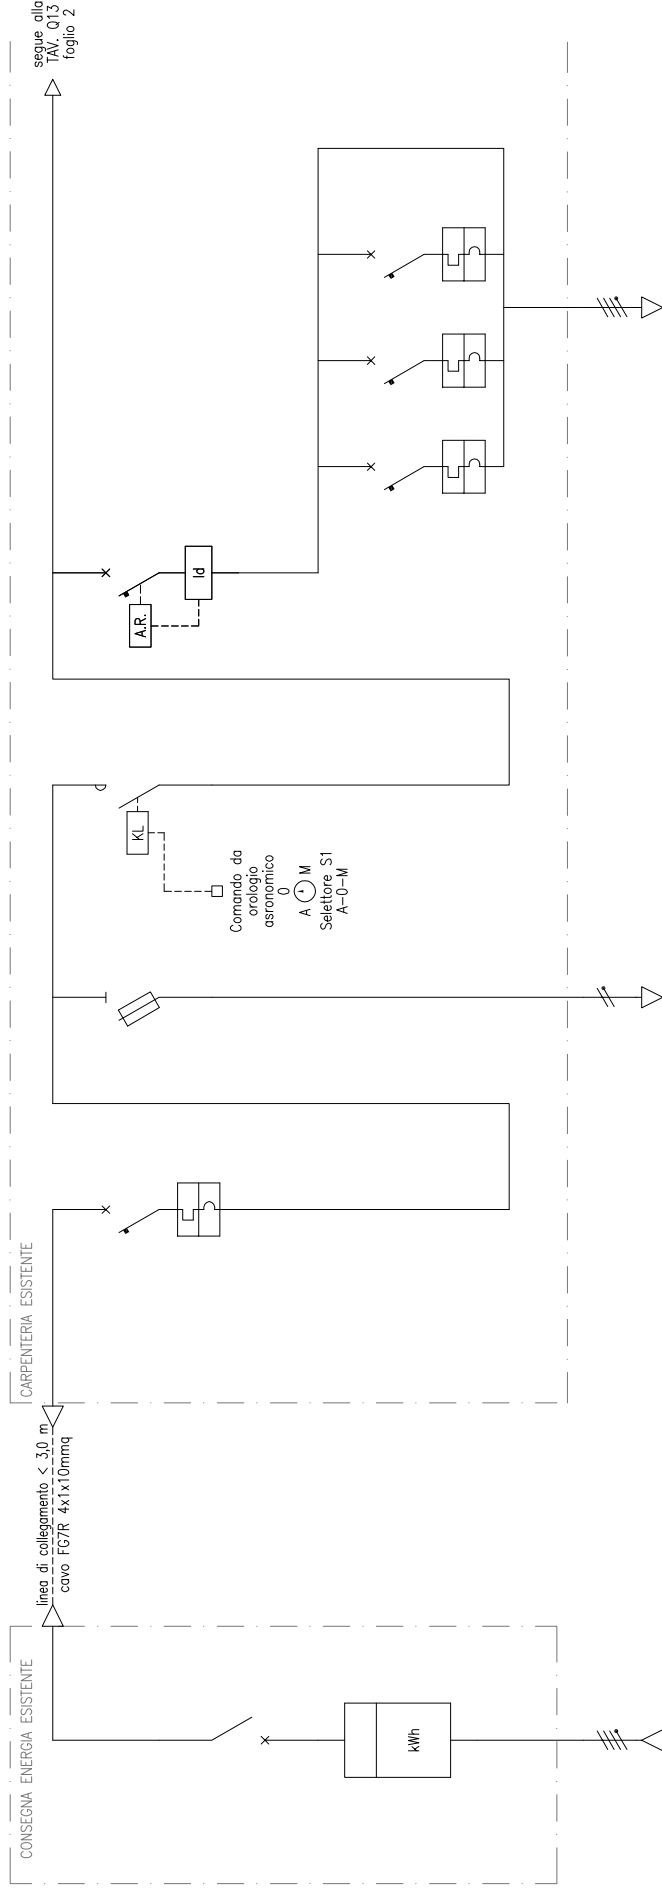 CONSEGNA ENERGIA ESISTENTE
kWh
linea di collegamento < 3,0 m
cavo FG7R 4x1x10mmq
CARPENTERIA ESISTENTE
KL
Comando da
orologio
asronomico
0
A M
Selettore S1
A-0-M
A.R.
Id
segue alla
TAV. Q13
foglio 2